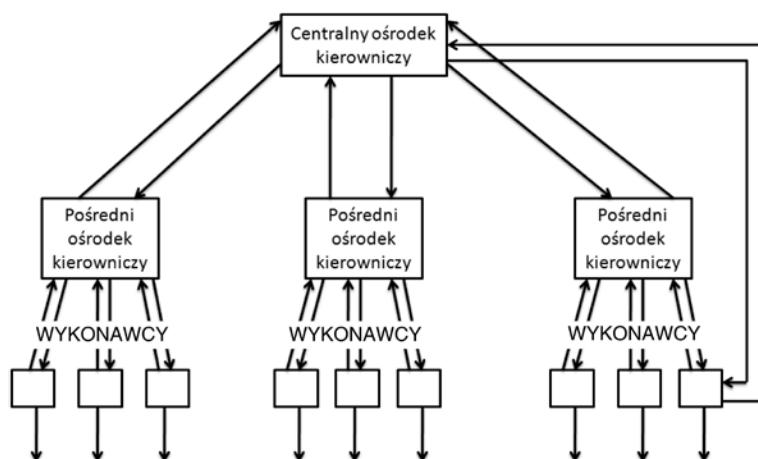 Centralny ośrodek
kierowniczy
Pośredni
ośrodek
kierowniczy
Pośredni
ośrodek
kierowniczy
Pośredni
ośrodek
kierowniczy
WYKONAWCY
WYKONAWCY
WYKONAWCY